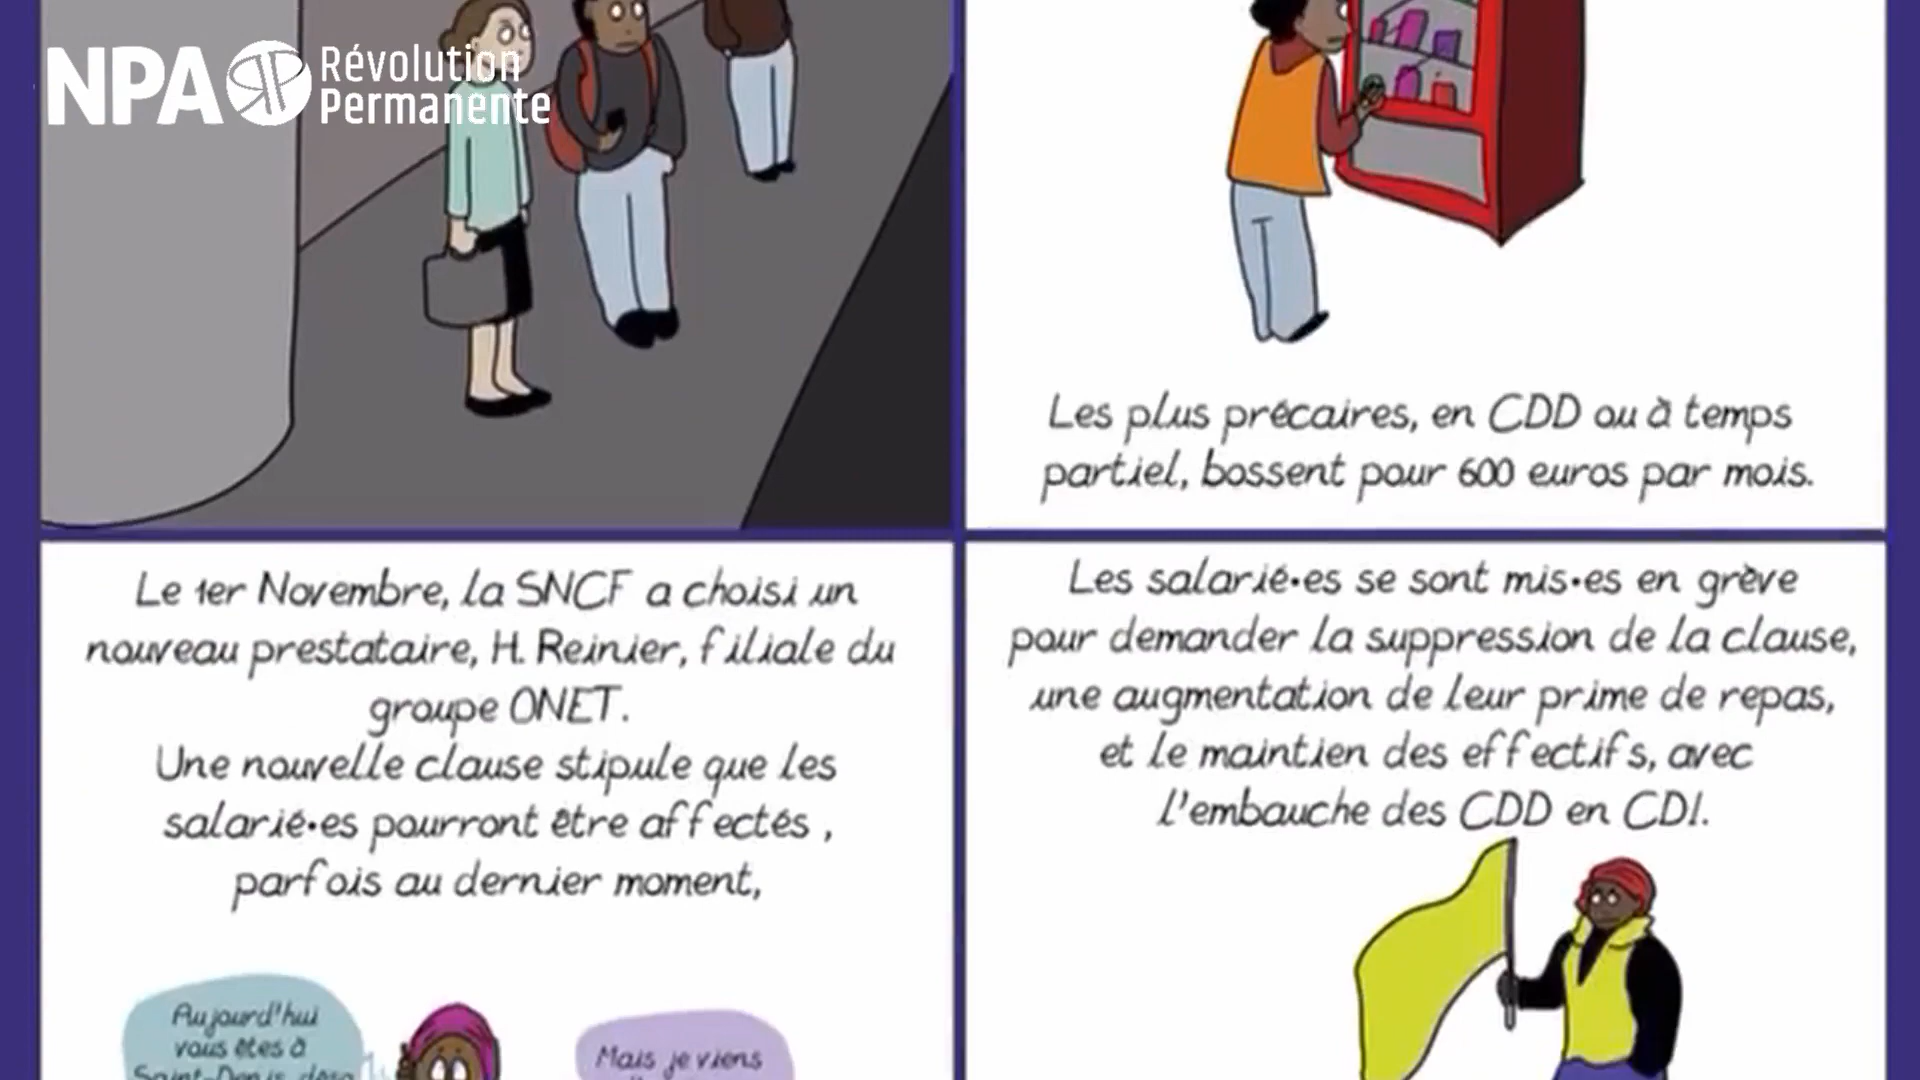 NPA Révolution
Permanente
Les plus précaires, en CDD ou à temps
partiel, bossent pour 600 euros par mois.
Le 1er Novembre, la SNCF a choisi un
nouveau prestataire, H. Reinier, filiale du
groupe ONET.
Une nouvelle clause stipule que les
salarié•es pourront être affectés ,
parfois au dernier moment,
Les salarié•es se sont mis•es en grève
pour demander la suppression de la clause,
une augmentation de leur prime de repas,
et le maintien des effectifs, avec
l'embauche des CDD en CDI.
Aujourd'hui
vous êtes à
Saint-Denis
Mais je viens